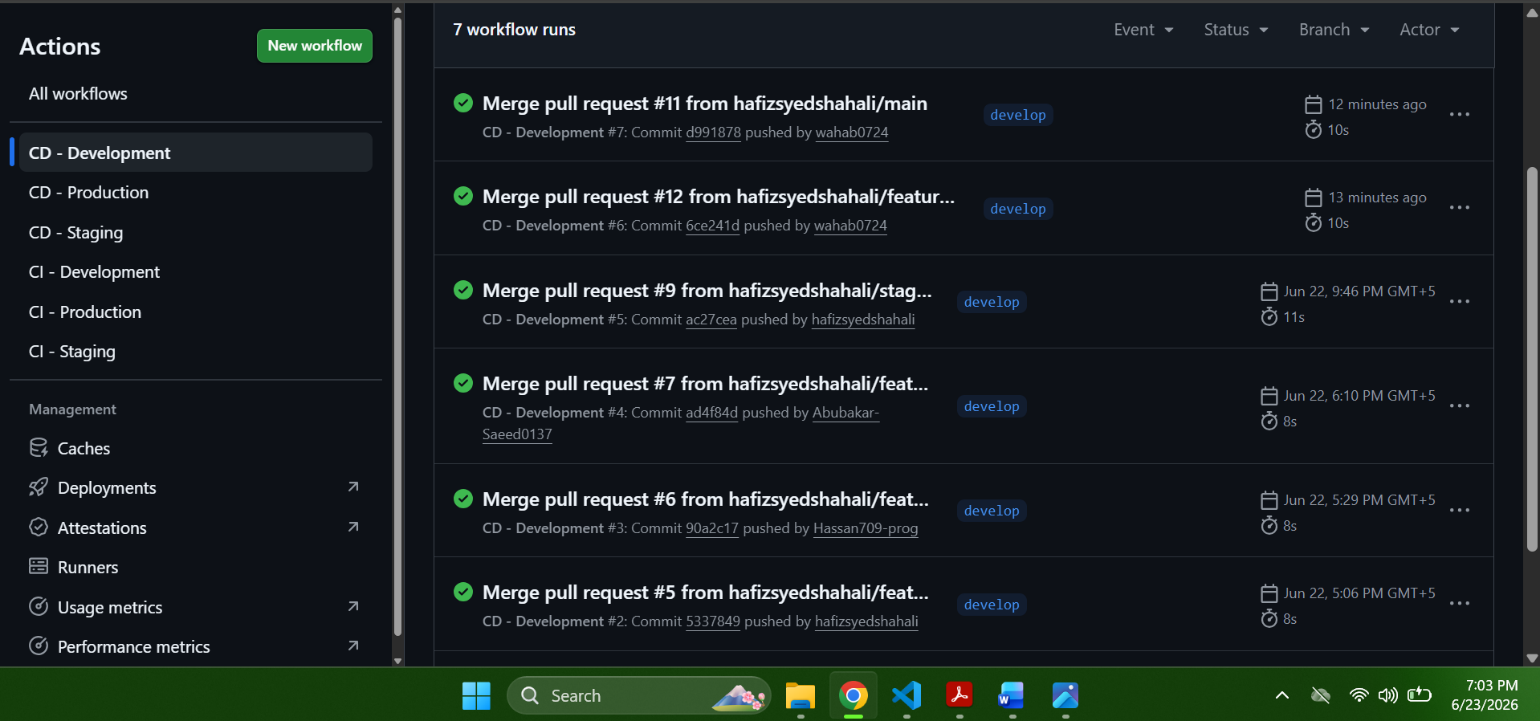 Actions
New workflow
All workflows
CD - Development
CD - Production
CD - Staging
CI - Development
CI - Production
CI - Staging
Management
Caches
Deployments
Attestations
Runners
Usage metrics
Performance metrics
7 workflow runs
Event
Status
Branch
Actor
Merge pull request #11 from hafizsyedshahali/main
CD - Development #7: Commit d991878 pushed by wahab0724
develop
12 minutes ago
10s
Merge pull request #12 from hafizsyedshahali/featur...
CD - Development #6: Commit 6ce241d pushed by wahab0724
develop
13 minutes ago
10s
Merge pull request #9 from hafizsyedshahali/stag...
CD - Development #5: Commit ac27cea pushed by hafizsyedshahali
develop
Jun 22, 9:46 PM GMT+5
11s
Merge pull request #7 from hafizsyedshahali/feat...
CD - Development #4: Commit ad4f84d pushed by Abubakar-
Saeed0137
develop
Jun 22, 6:10 PM GMT+5
8s
Merge pull request #6 from hafizsyedshahali/feat...
CD - Development #3: Commit 90a2c17 pushed by Hassan709-prog
develop
Jun 22, 5:29 PM GMT+5
8s
Merge pull request #5 from hafizsyedshahali/feat...
CD - Development #2: Commit 5337849 pushed by hafizsyedshahali
develop
Jun 22, 5:06 PM GMT+5
8s
Search
W
7:03 PM
6/23/2026